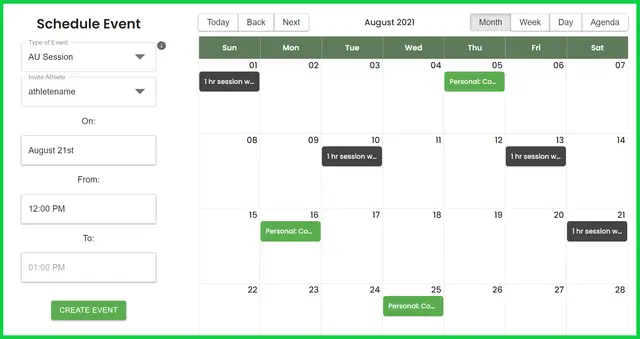 Schedule Event
Type of Event
AU Session
i
Invite Athlete
athletename
On:
August 21st
From:
12:00 PM
To:
01:00 PM
CREATE EVENT
Today Back Next August 2021 Month Week Day Agenda
Sun Mon Tue Wed Thu Fri Sat
01 02 03 04 05 06 07
1 hr session w... Personal: Co...
08 09 10 11 12 13 14
1 hr session w... 1 hr session w...
15 16 17 18 19 20 21
Personal: Co... 1 hr session w...
22 23 24 25 26 27 28
Personal: Co...